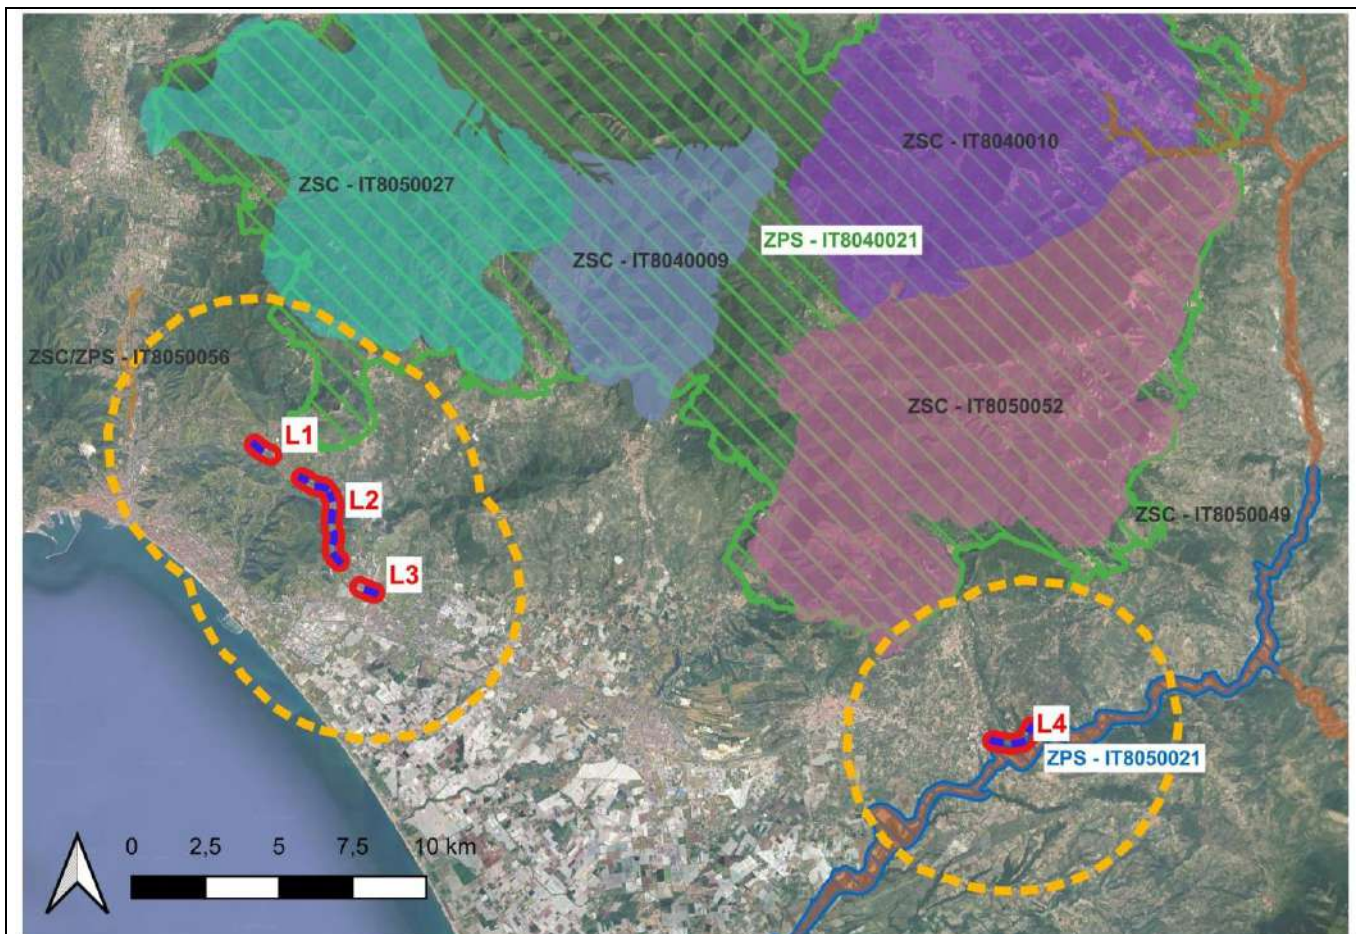 ZSC - IT8040010
ZSC - IT8050027
ZPS - IT8040021
ZSC - IT8040009
ZSC/ZPS - IT8050056
ZSC - IT8050052
L1
L2
ZSC - IT8050049
L3
L4
ZPS - IT8050021
0 2,5 5 7,5 10 km